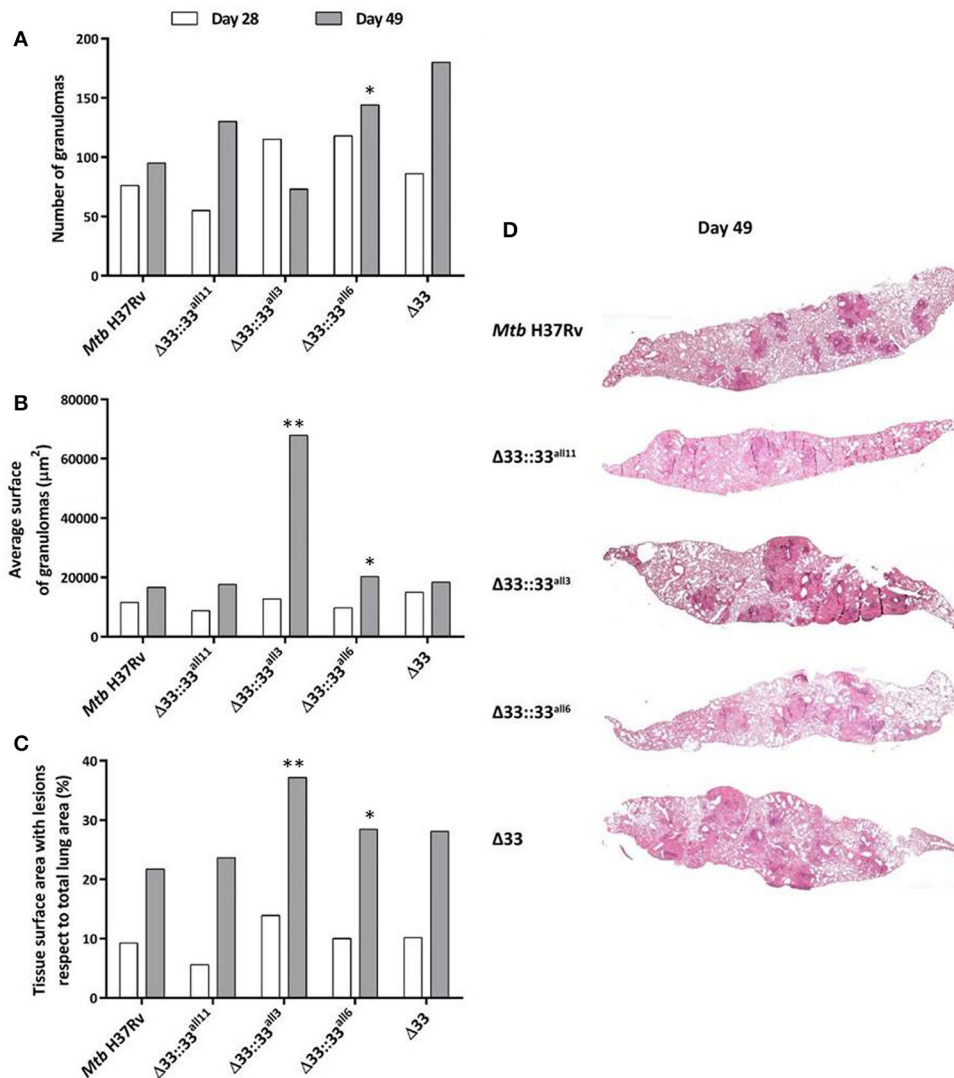 Day 28 Day 49
A
Number of granulomas
200
150
100
50
0
*
Mtb H37Rv
Δ33::33all11
Δ33::33all3
Δ33::33all6
Δ33
B
Average surface
of granulomas (μm²)
80000
60000
40000
20000
0
**
*
Mtb H37Rv
Δ33::33all11
Δ33::33all3
Δ33::33all6
Δ33
C
Tissue surface area with lesions
respect to total lung area (%)
40
30
20
10
0
**
*
Mtb H37Rv
Δ33::33all11
Δ33::33all3
Δ33::33all6
Δ33
D
Day 49
Mtb H37Rv
Δ33::33all11
Δ33::33all3
Δ33::33all6
Δ33